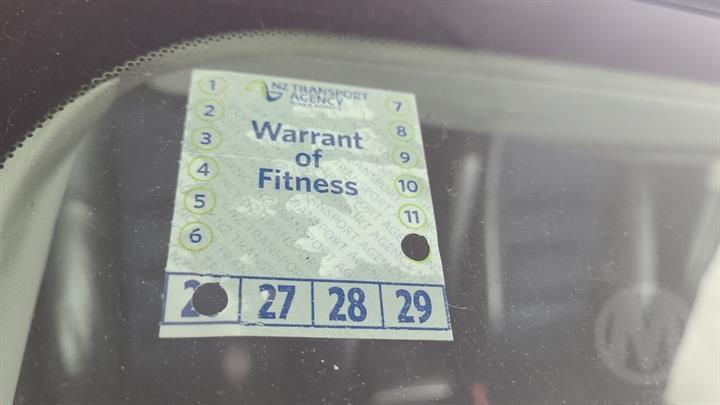 1
2
3
4
5
6
NZ TRANSPORT
AGENCY
Warrant
of
Fitness
7
8
9
10
11
2
27
28
29
M